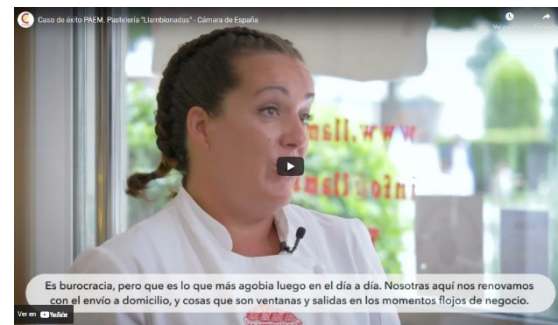 Caso de éxito PAEM. Pastelería "Llambionadas" - Cámara de España
Es burocracia, pero que es lo que más agobia luego en el día a día. Nosotras aquí nos renovamos
con el envío a domicilio, y cosas que son ventanas y salidas en los momentos flojos de negocio.
Ver en YouTube